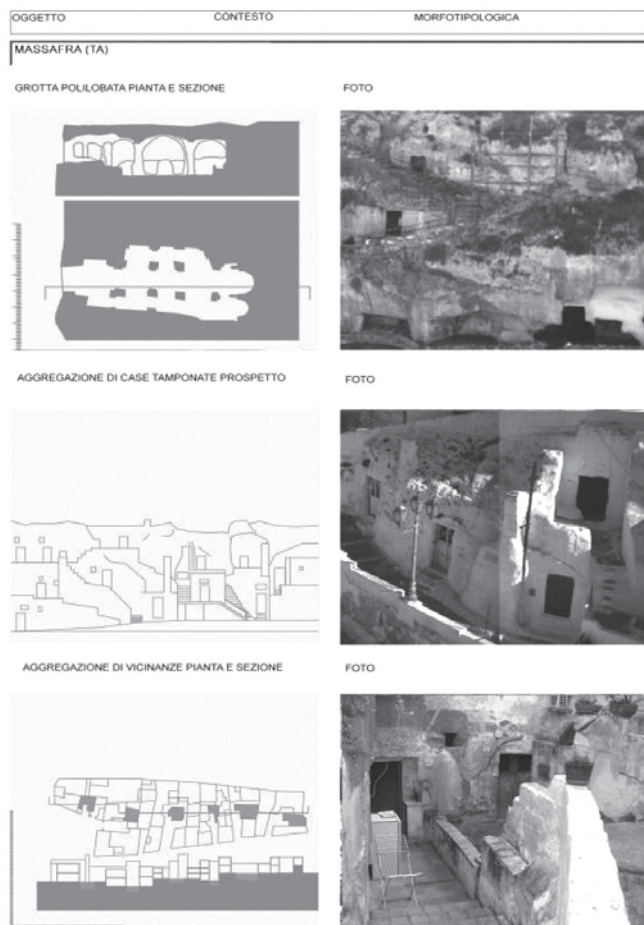 OGGETTO CONTESTO MORFOTIPOLOGICA
MASSAFRA (TA)
GROTTA POLILOBATA PIANTA E SEZIONE FOTO
AGGREGAZIONE DI CASE TAMPONATE PROSPETTO FOTO
AGGREGAZIONE DI VICINANZE PIANTA E SEZIONE FOTO